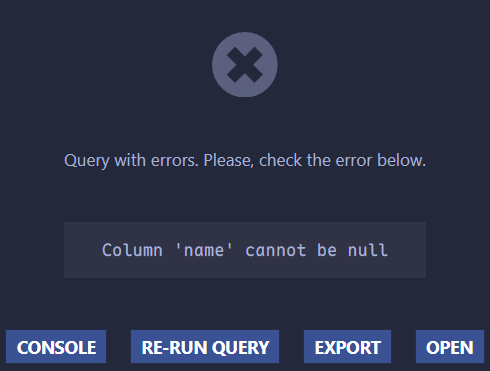 Query with errors. Please, check the error below.
Column 'name' cannot be null
CONSOLE RE-RUN QUERY EXPORT OPEN